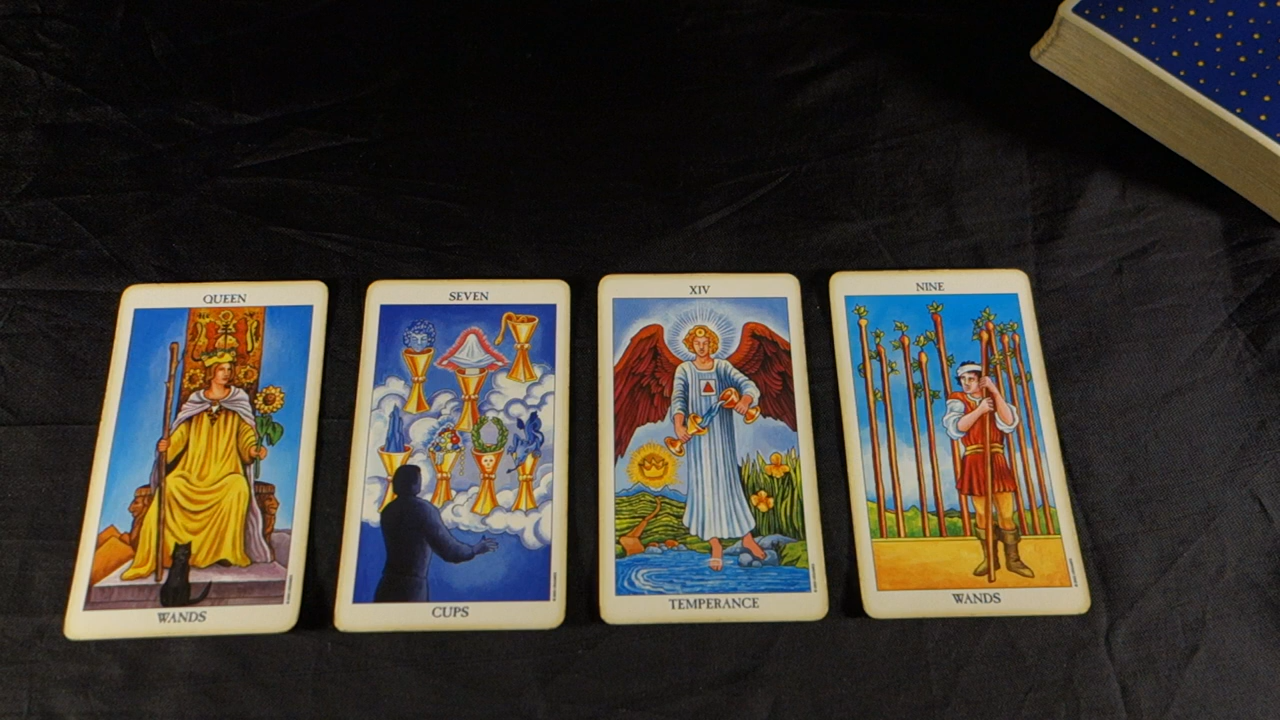 QUEEN
WANDS
SEVEN
CUPS
XIV
TEMPERANCE
NINE
WANDS